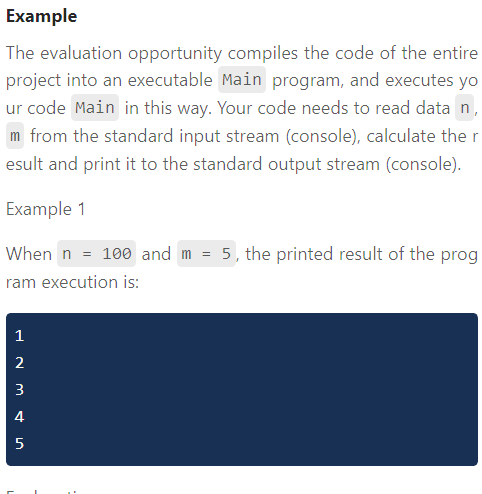 Example
The evaluation opportunity compiles the code of the entire
project into an executable Main program, and executes yo
ur code Main in this way. Your code needs to read data n,
m from the standard input stream (console), calculate the r
esult and print it to the standard output stream (console).
Example 1
When n = 100 and m = 5, the printed result of the prog
ram execution is:
1
2
3
4
5